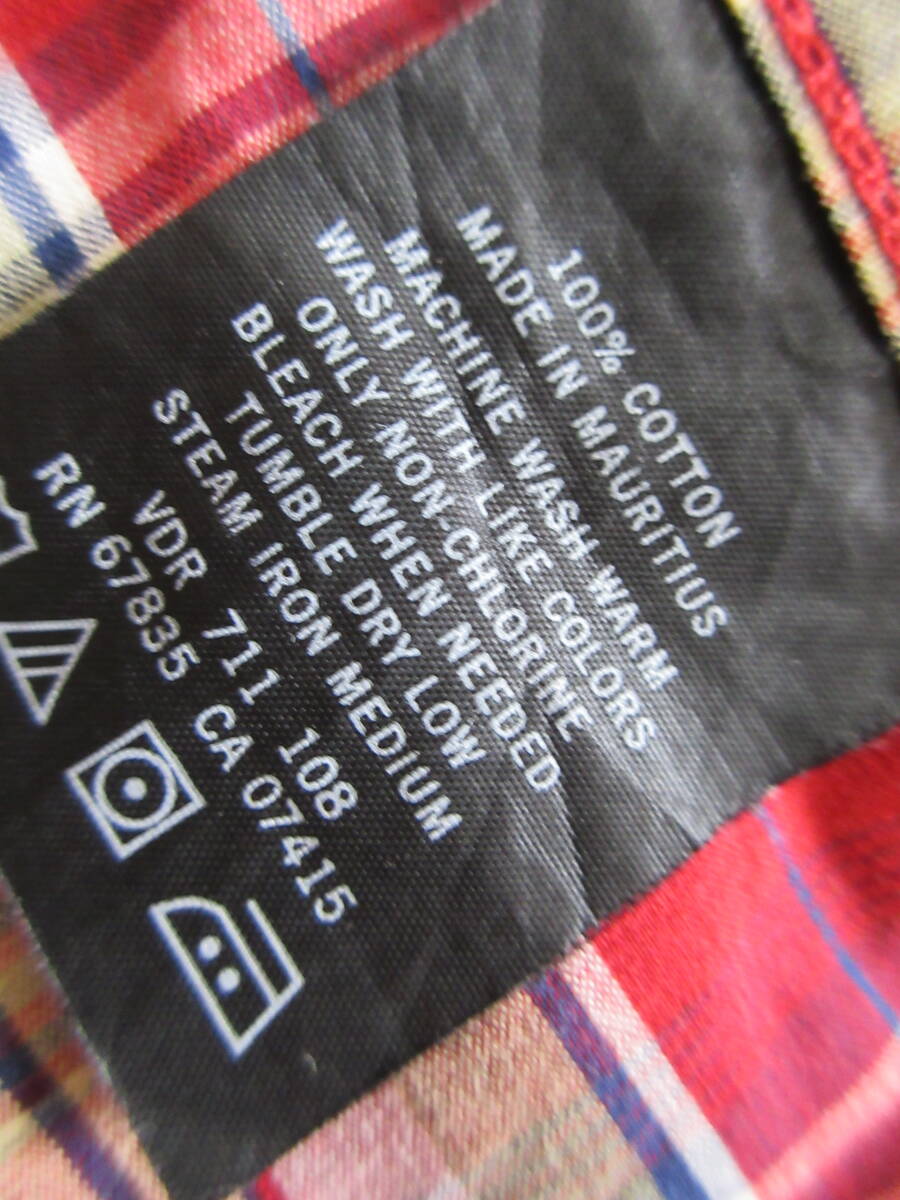 100% COTTON
MADE IN MAURITIUS
MACHINE WASH WARM
WASH WITH LIKE COLORS
ONLY NON-CHLORINE
BLEACH WHEN NEEDED
TUMBLE DRY LOW
STEAM IRON MEDIUM
VDR 711 108
RN 67835 CA 07415